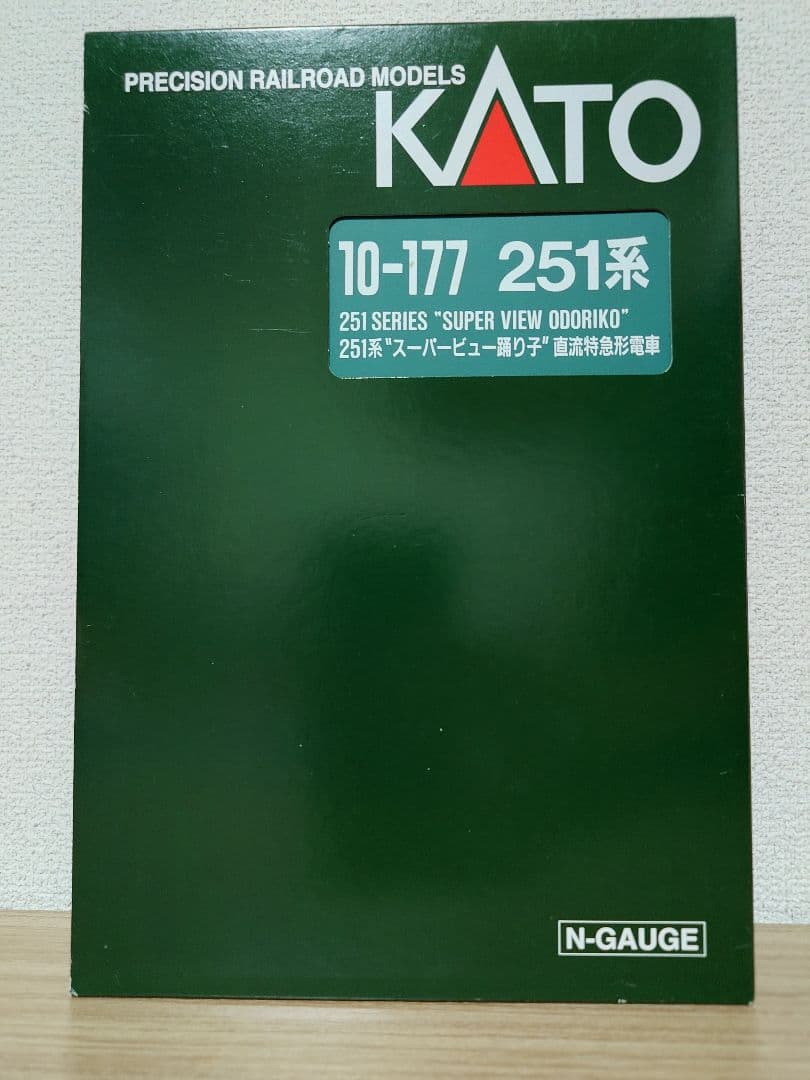 PRECISION RAILROAD MODELS
KATO
10-177 251系
251 SERIES "SUPER VIEW ODORIKO"
251系"スーパービュー踊り子"直流特急形電車
N-GAUGE